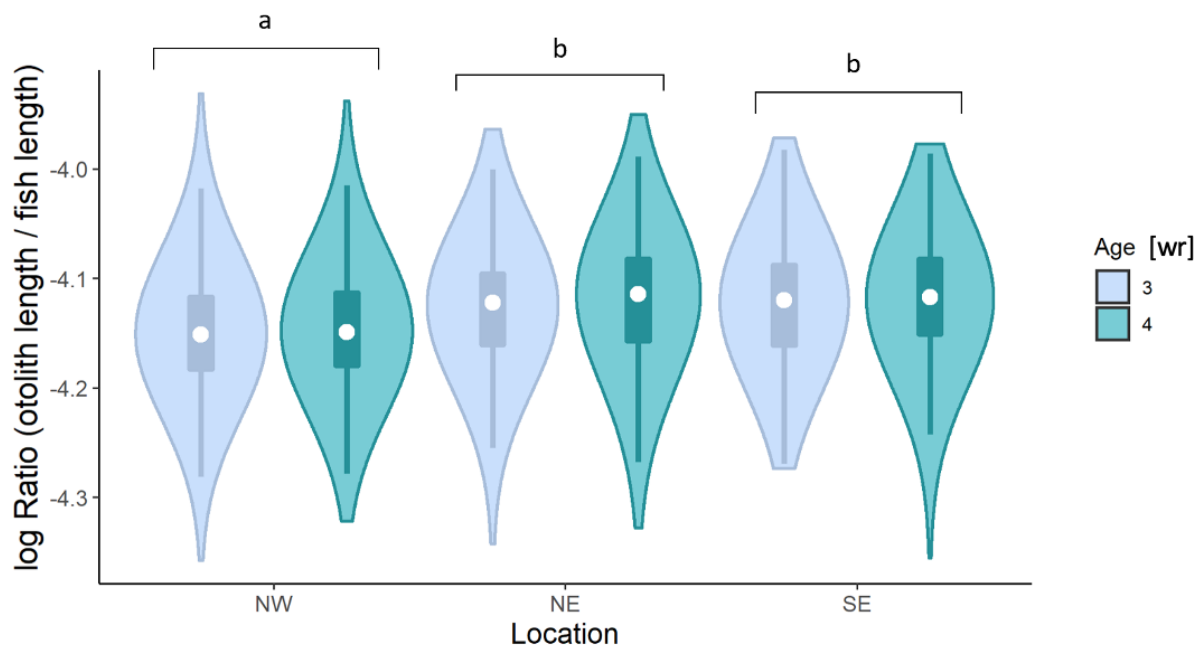 a
b
b
log Ratio (otolith length / fish length)
-4.0
-4.1
-4.2
-4.3
NW
NE
SE
Location
Age [wr]
3
4